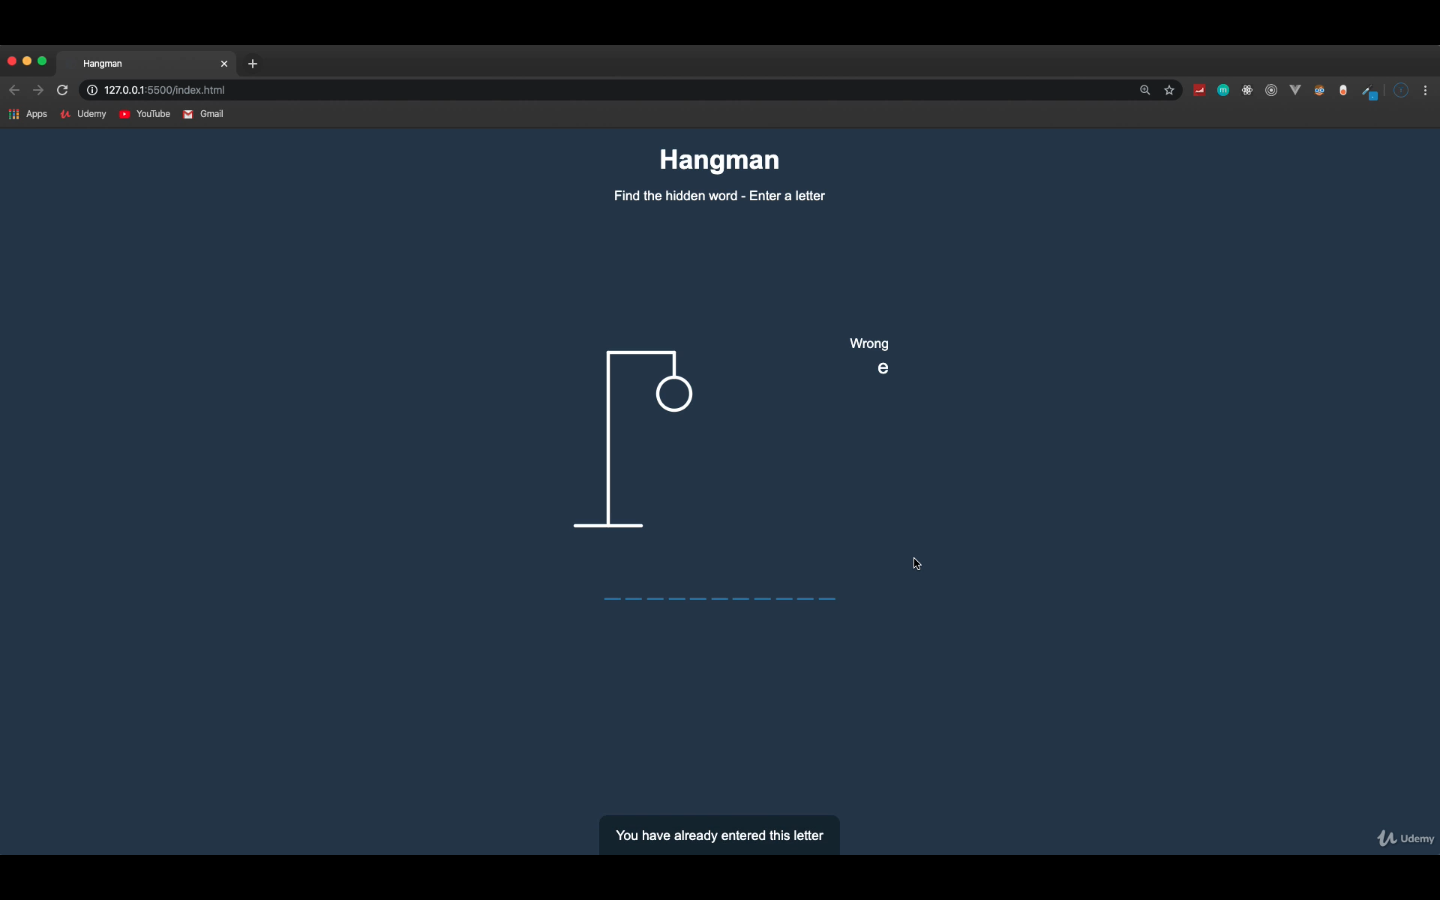 Hangman
127.0.0.1:5500/index.html
Apps Udemy YouTube Gmail
Hangman
Find the hidden word - Enter a letter
Wrong
e
You have already entered this letter
Udemy